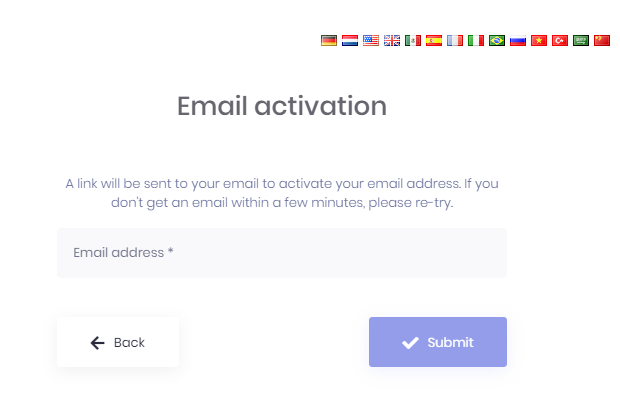 Email activation
A link will be sent to your email to activate your email address. If you
don't get an email within a few minutes, please re-try.
Email address *
Back
Submit